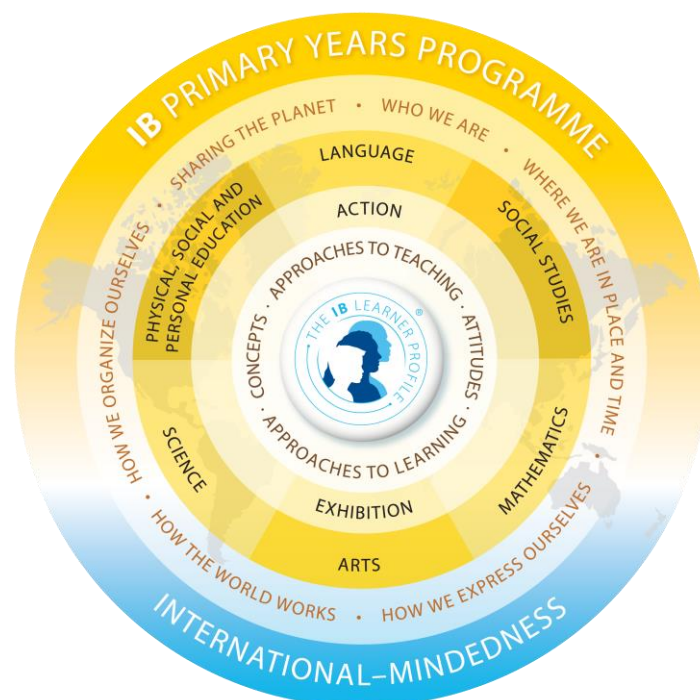 IB PRIMARY YEARS PROGRAMME
SHARING THE PLANET • WHO WE ARE • WHERE WE ARE IN PLACE AND TIME • HOW WE EXPRESS OURSELVES • HOW THE WORLD WORKS • HOW WE ORGANIZE OURSELVES •
LANGUAGE
SOCIAL STUDIES
MATHEMATICS
ARTS
SCIENCE
PHYSICAL, SOCIAL AND
PERSONAL EDUCATION
ACTION
EXHIBITION
APPROACHES TO TEACHING · ATTITUDES · APPROACHES TO LEARNING · CONCEPTS ·
• THE IB LEARNER PROFILE •
®
INTERNATIONAL–MINDEDNESS